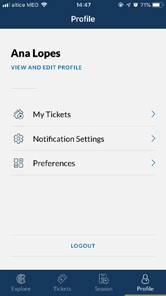 altice MEO
14:47
71%
Profile
Ana Lopes
VIEW AND EDIT PROFILE
My Tickets
Notification Settings
Preferences
LOGOUT
Explore
Tickets
Season
Profile